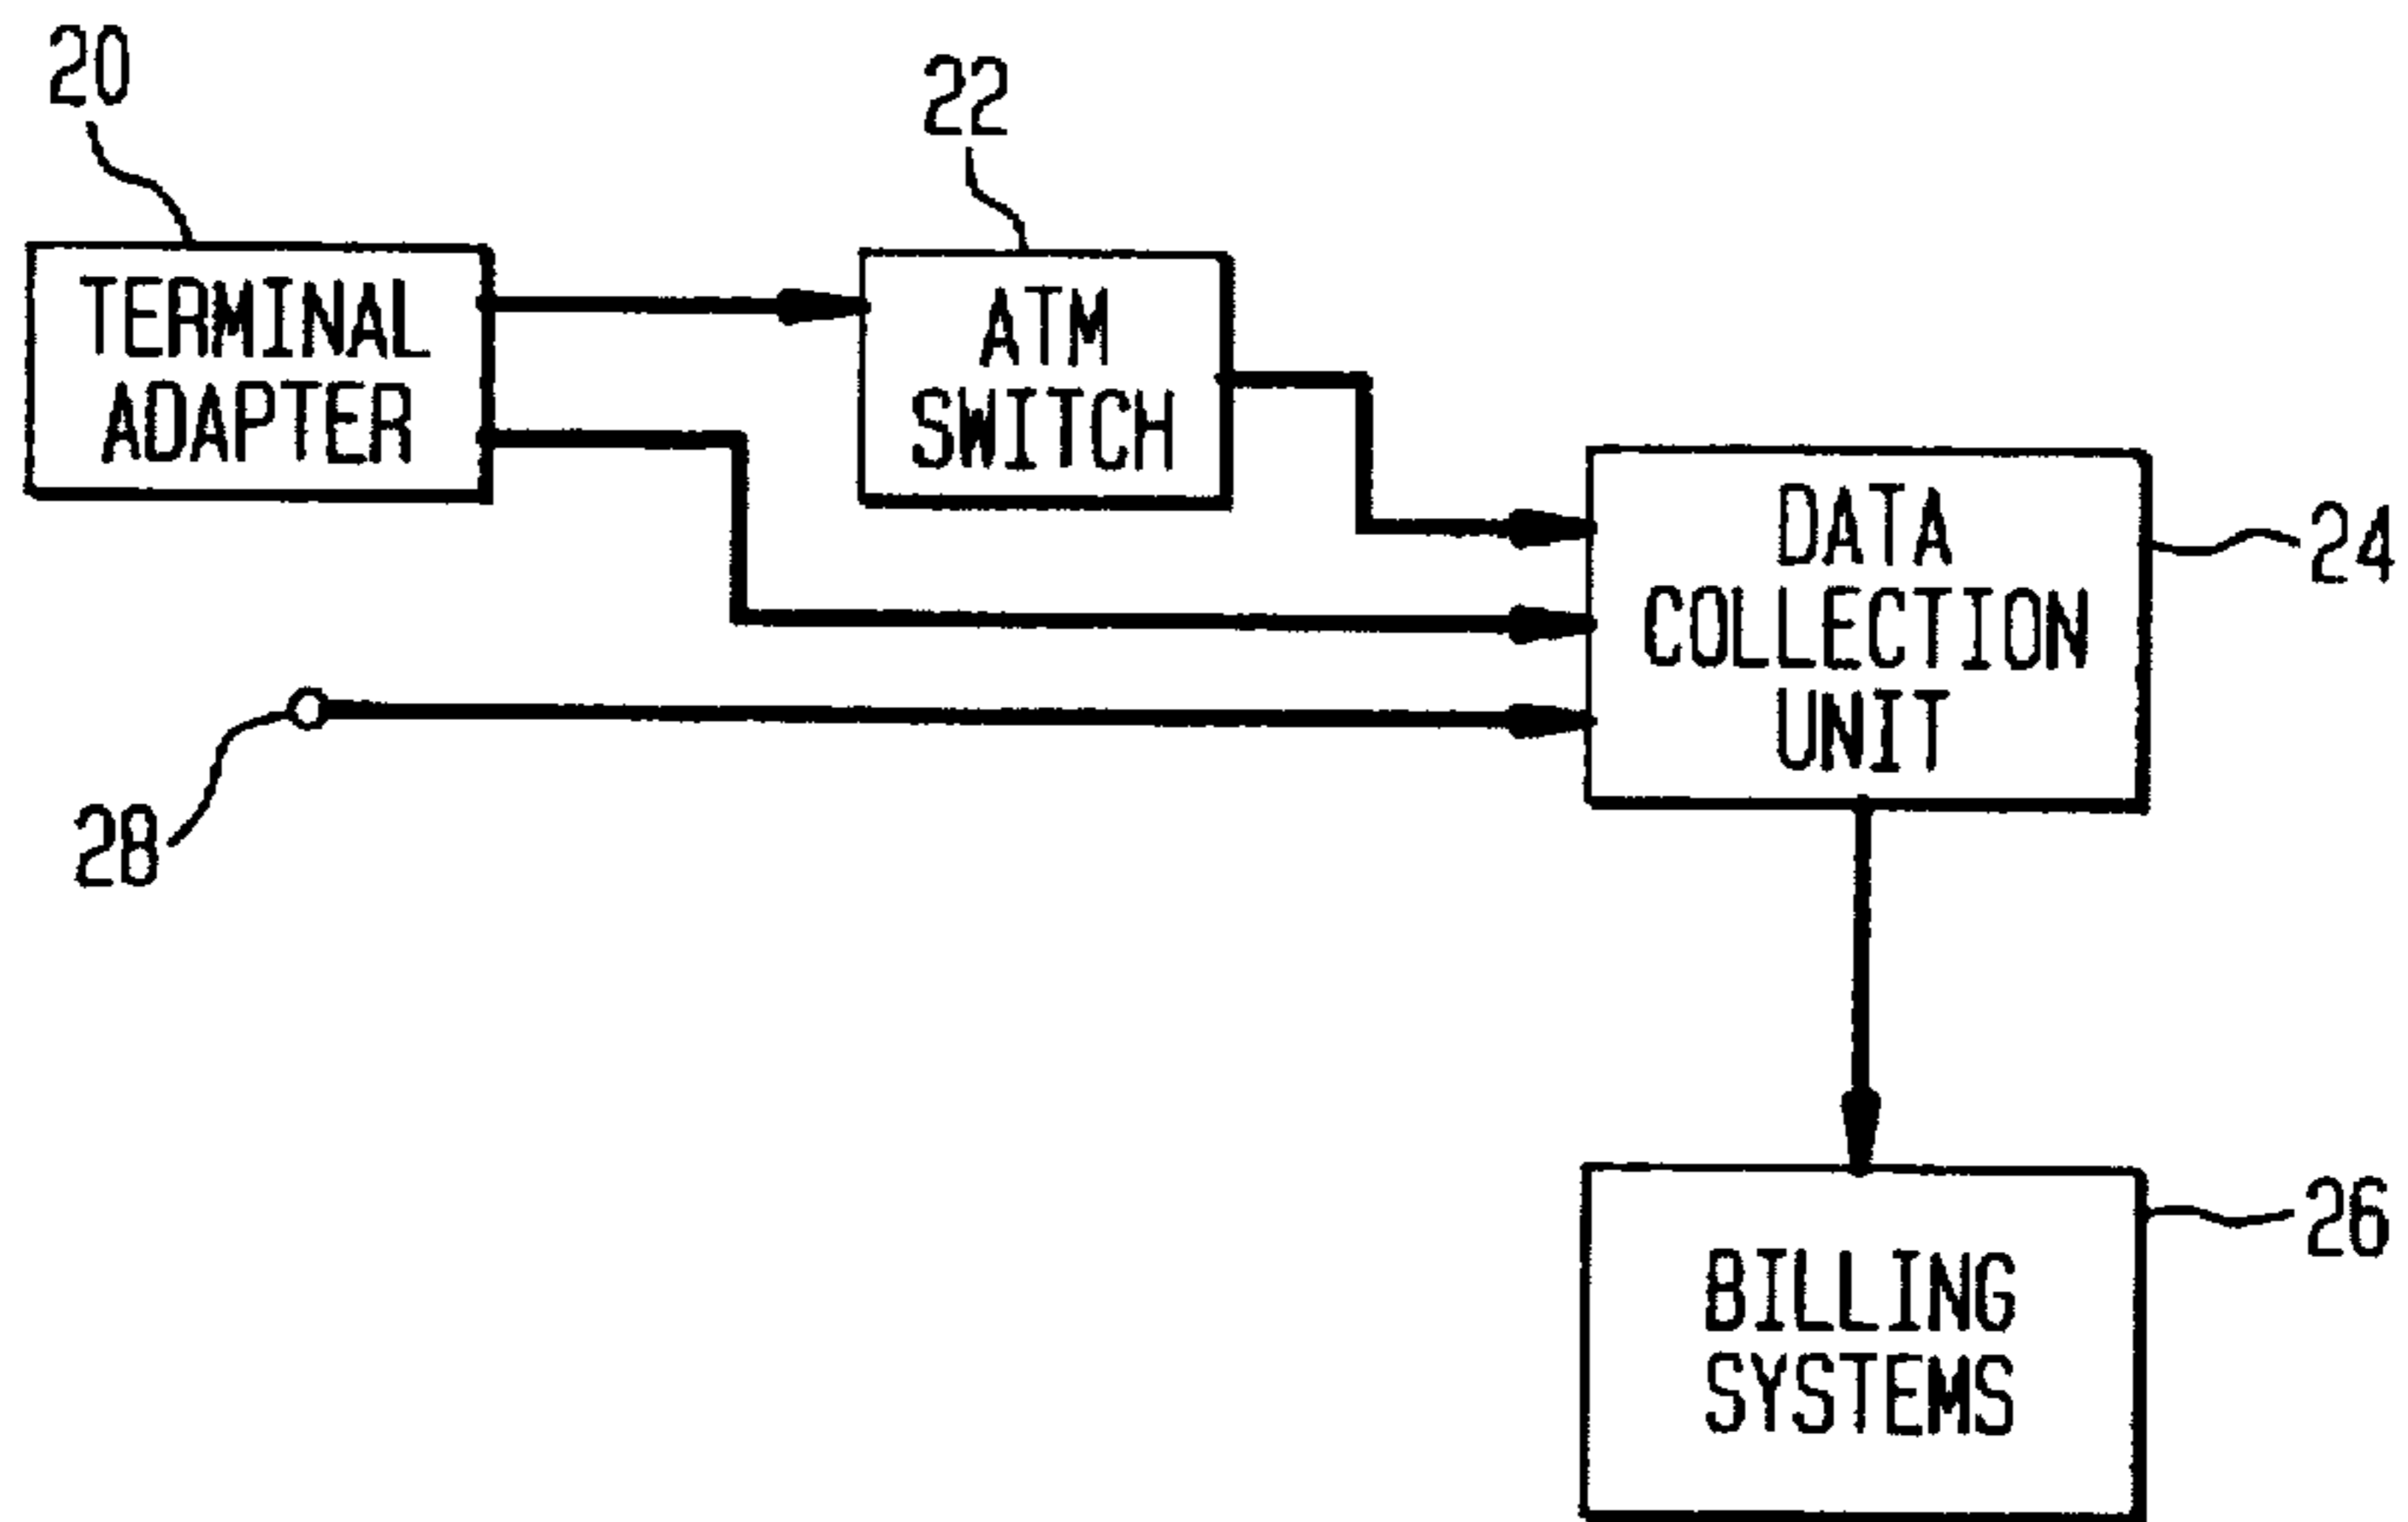 20
22
TERMINAL
ADAPTER
ATM
SWITCH
DATA
COLLECTION
UNIT
24
28
26
BILLING
SYSTEMS